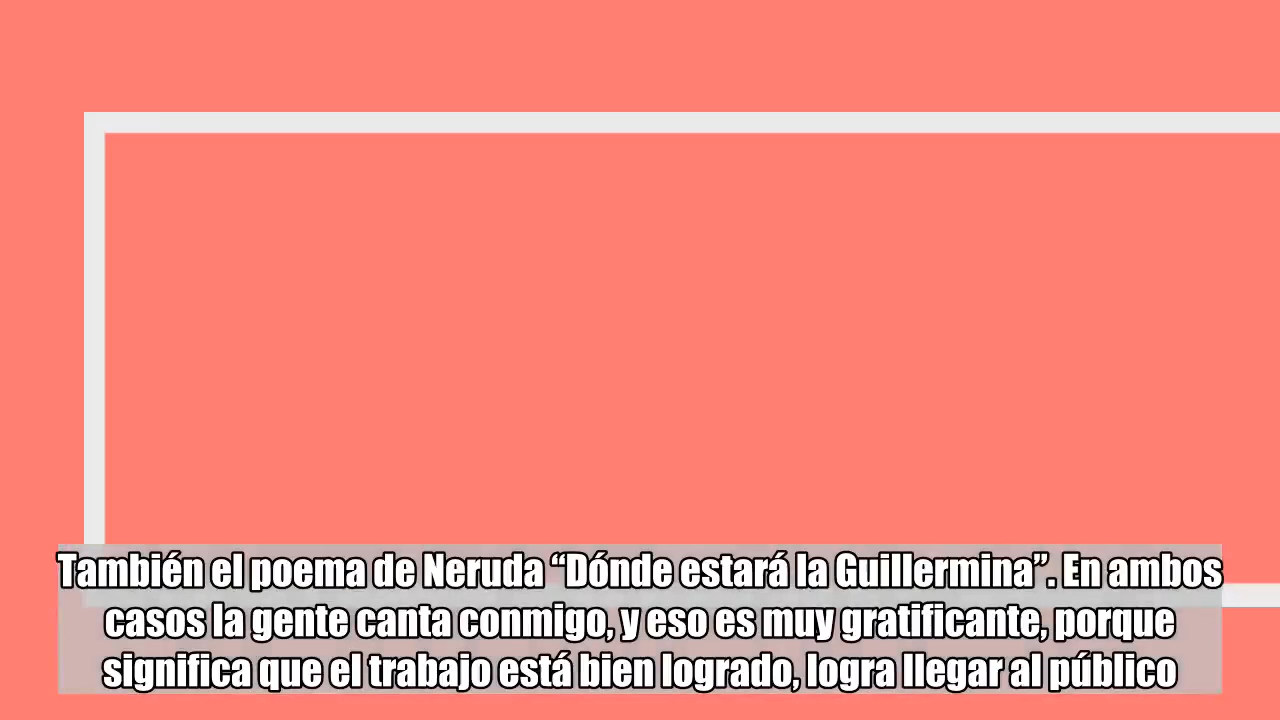 También el poema de Neruda “Dónde estará la Guillermina”. En ambos
casos la gente canta conmigo, y eso es muy gratificante, porque
significa que el trabajo está bien logrado, logra llegar al público